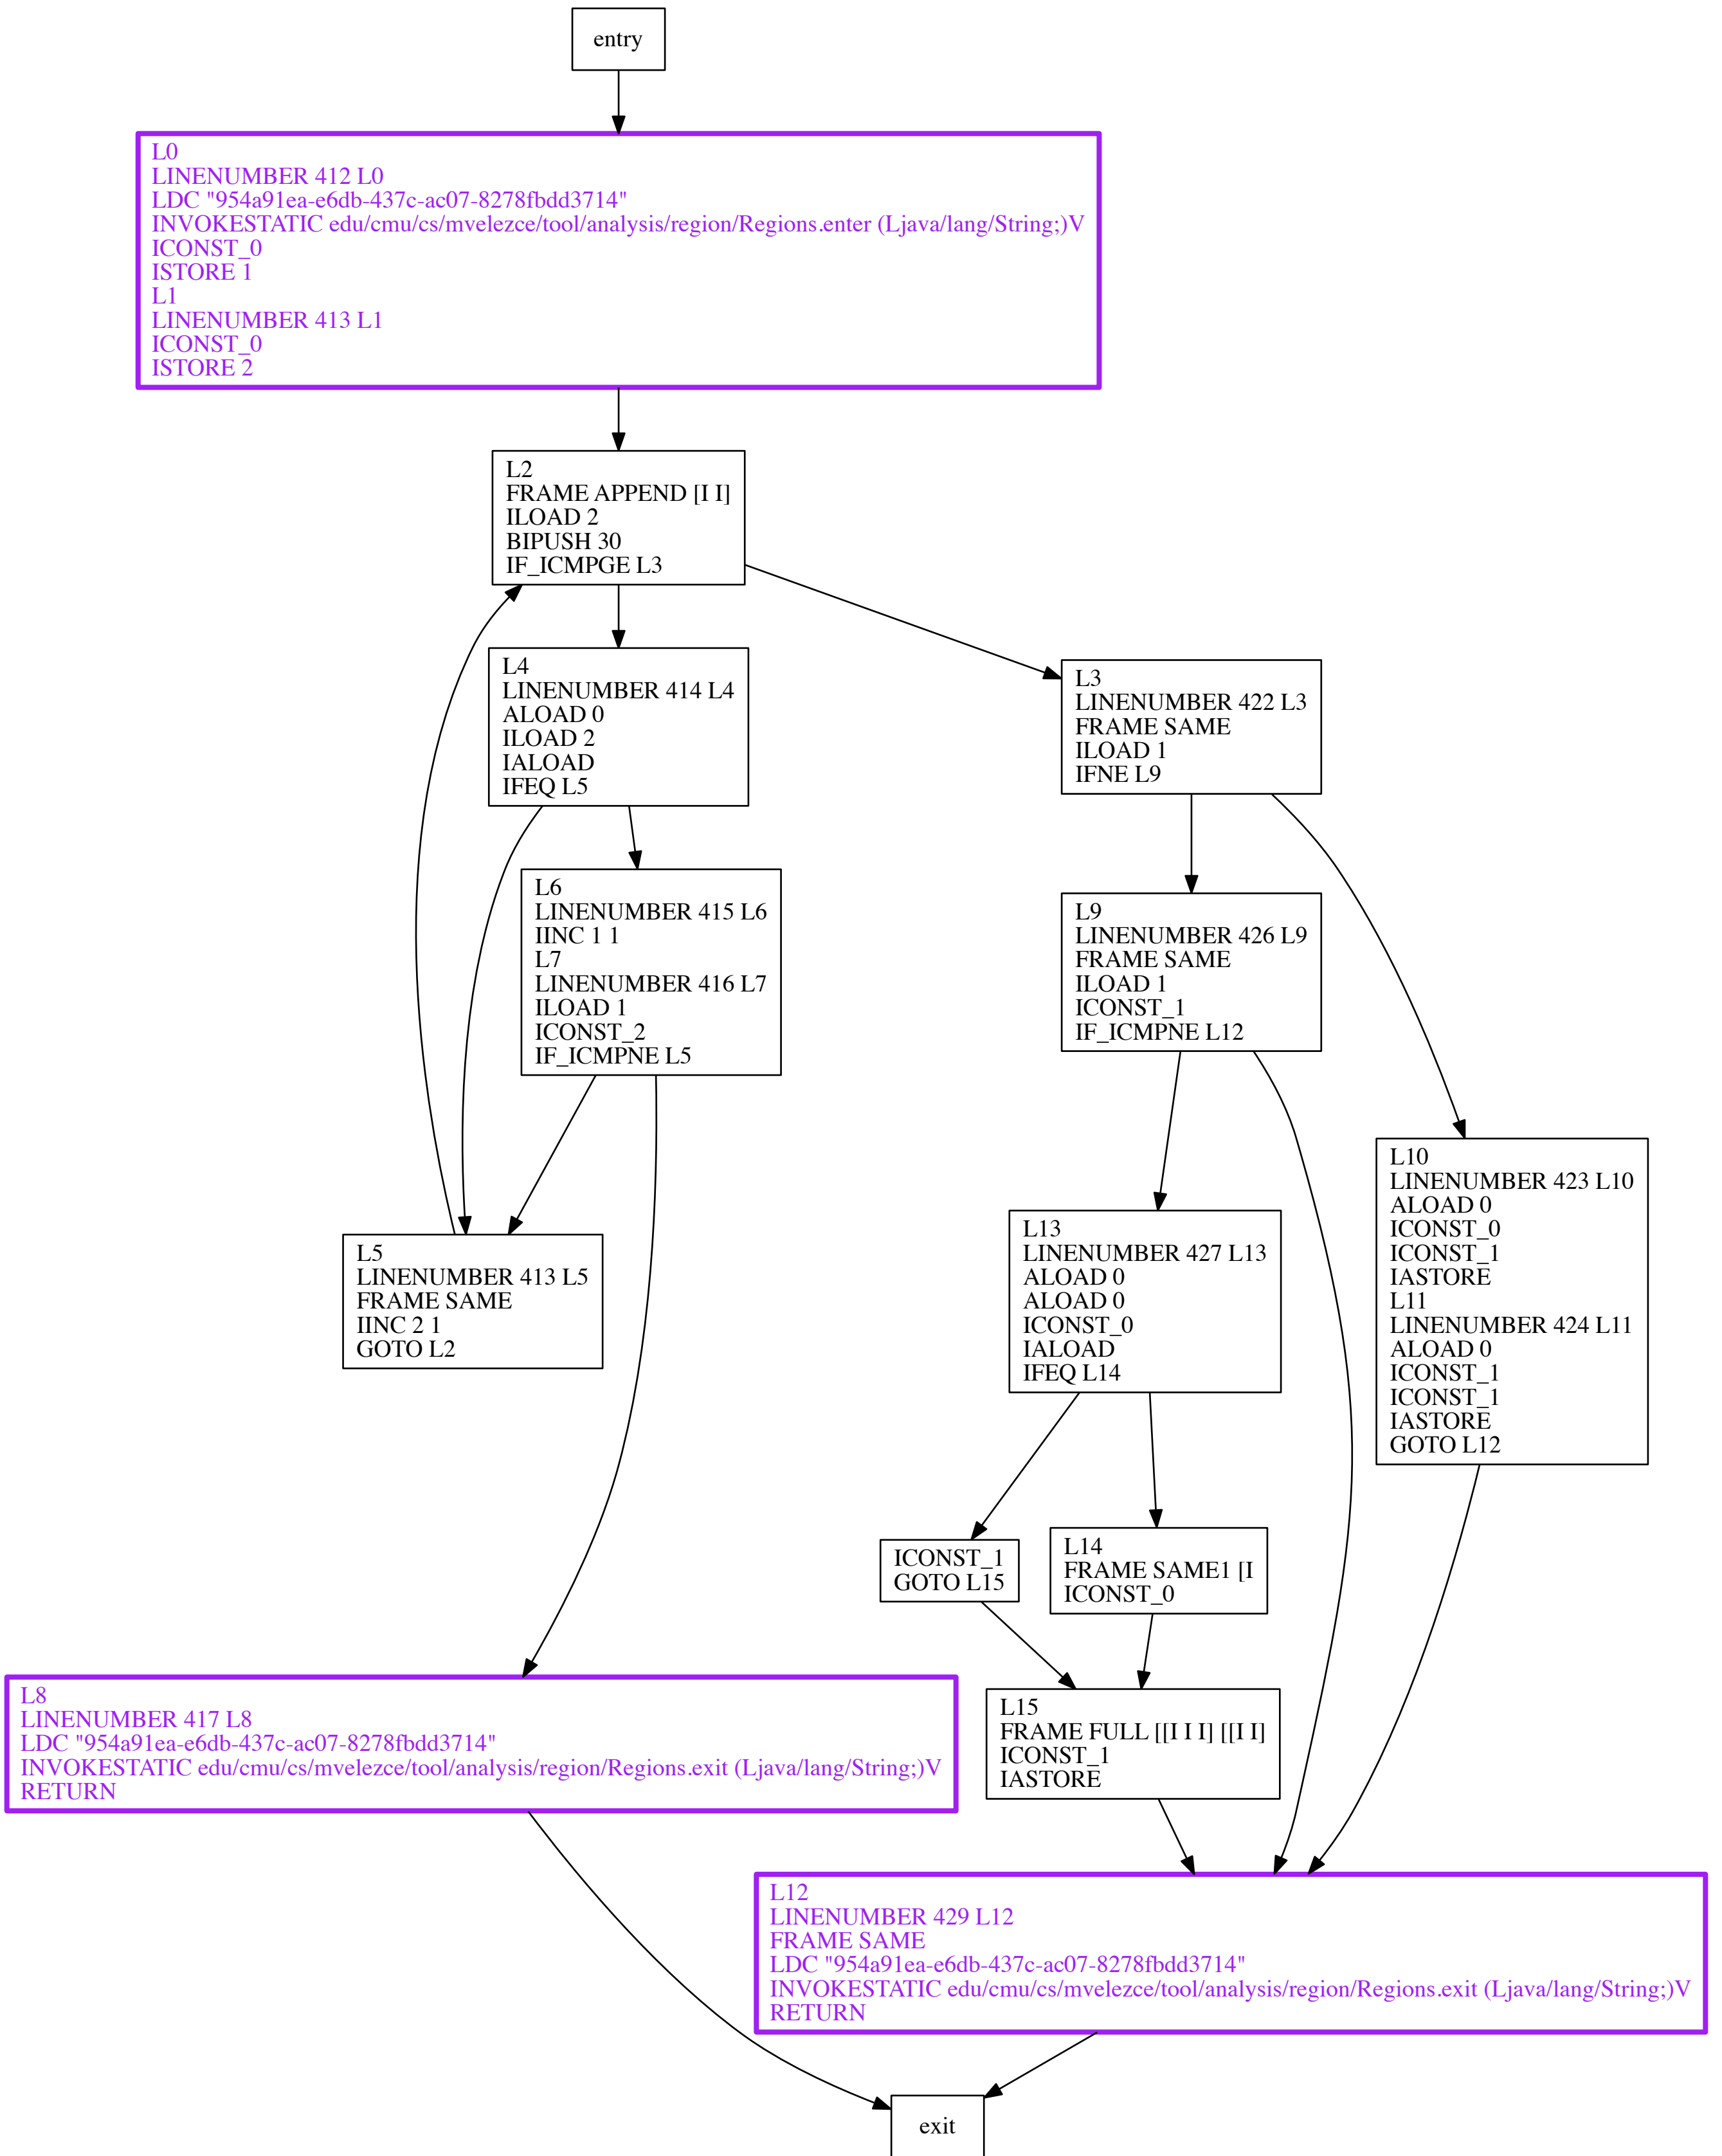 entry
L0
LINENUMBER 412 L0
LDC "954a91ea-e6db-437c-ac07-8278fbdd3714"
INVOKESTATIC edu/cmu/cs/mvelezce/tool/analysis/region/Regions.enter (Ljava/lang/String;)V
ICONST_0
ISTORE 1
L1
LINENUMBER 413 L1
ICONST_0
ISTORE 2
L2
FRAME APPEND [I I]
ILOAD 2
BIPUSH 30
IF_ICMPGE L3
L4
LINENUMBER 414 L4
ALOAD 0
ILOAD 2
IALOAD
IFEQ L5
L3
LINENUMBER 422 L3
FRAME SAME
ILOAD 1
IFNE L9
L6
LINENUMBER 415 L6
IINC 1 1
L7
LINENUMBER 416 L7
ILOAD 1
ICONST_2
IF_ICMPNE L5
L9
LINENUMBER 426 L9
FRAME SAME
ILOAD 1
ICONST_1
IF_ICMPNE L12
L10
LINENUMBER 423 L10
ALOAD 0
ICONST_0
ICONST_1
IASTORE
L11
LINENUMBER 424 L11
ALOAD 0
ICONST_1
ICONST_1
IASTORE
GOTO L12
L5
LINENUMBER 413 L5
FRAME SAME
IINC 2 1
GOTO L2
L13
LINENUMBER 427 L13
ALOAD 0
ALOAD 0
ICONST_0
IALOAD
IFEQ L14
ICONST_1
GOTO L15
L14
FRAME SAME1 [I
ICONST_0
L8
LINENUMBER 417 L8
LDC "954a91ea-e6db-437c-ac07-8278fbdd3714"
INVOKESTATIC edu/cmu/cs/mvelezce/tool/analysis/region/Regions.exit (Ljava/lang/String;)V
RETURN
L15
FRAME FULL [[I I I] [[I I]
ICONST_1
IASTORE
L12
LINENUMBER 429 L12
FRAME SAME
LDC "954a91ea-e6db-437c-ac07-8278fbdd3714"
INVOKESTATIC edu/cmu/cs/mvelezce/tool/analysis/region/Regions.exit (Ljava/lang/String;)V
RETURN
exit